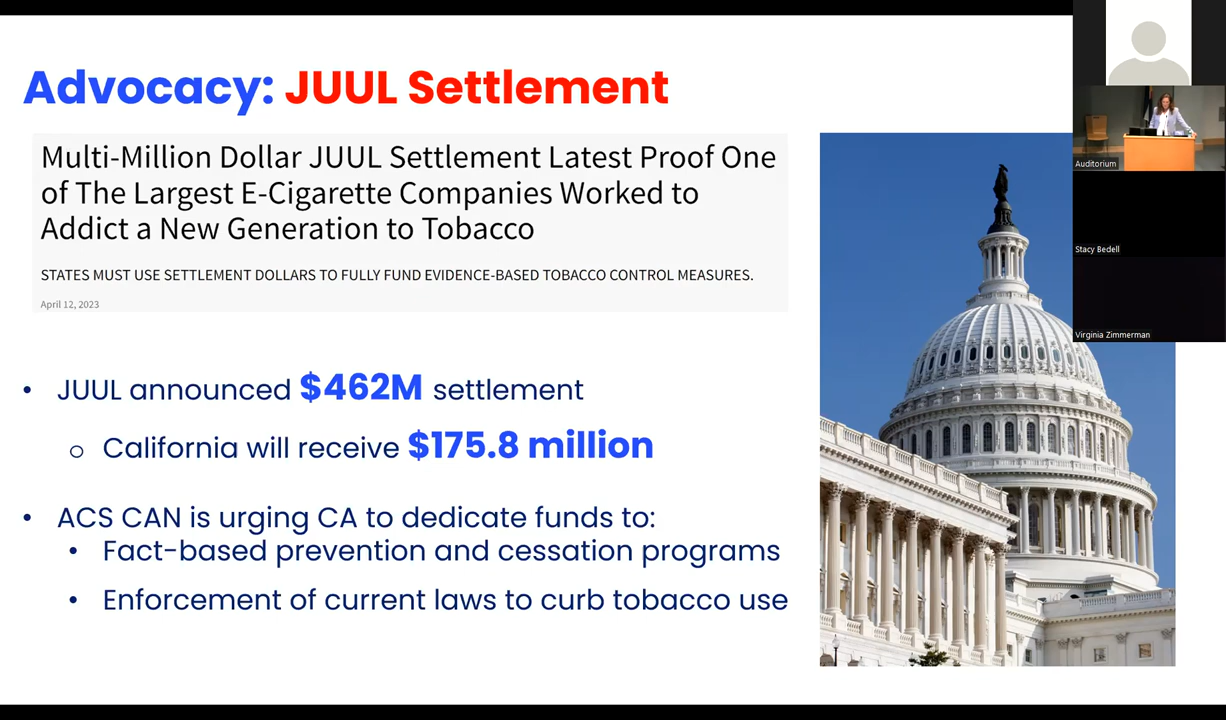 Advocacy: JUUL Settlement
Multi-Million Dollar JUUL Settlement Latest Proof One
of The Largest E-Cigarette Companies Worked to
Addict a New Generation to Tobacco
STATES MUST USE SETTLEMENT DOLLARS TO FULLY FUND EVIDENCE-BASED TOBACCO CONTROL MEASURES.
April 12, 2023
• JUUL announced $462M settlement
o California will receive $175.8 million
• ACS CAN is urging CA to dedicate funds to:
• Fact-based prevention and cessation programs
• Enforcement of current laws to curb tobacco use
Auditorium
Stacy Bedell
Virginia Zimmerman